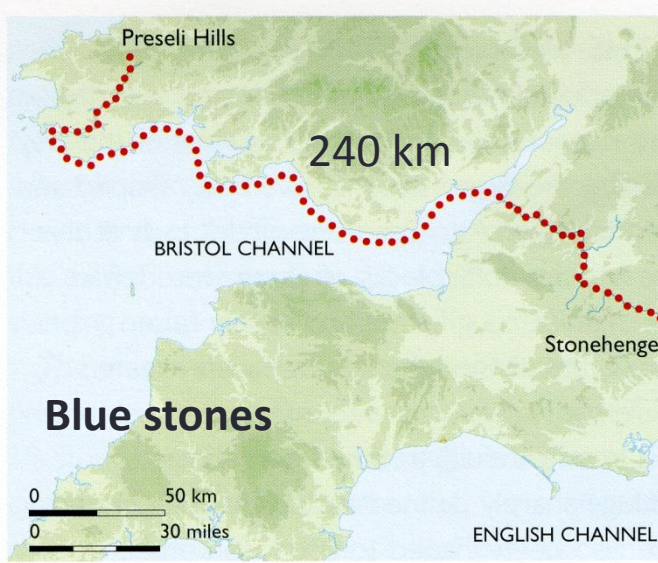 Preseli Hills
240 km
BRISTOL CHANNEL
Stonehenge
Blue stones
0 50 km
0 30 miles
ENGLISH CHANNEL